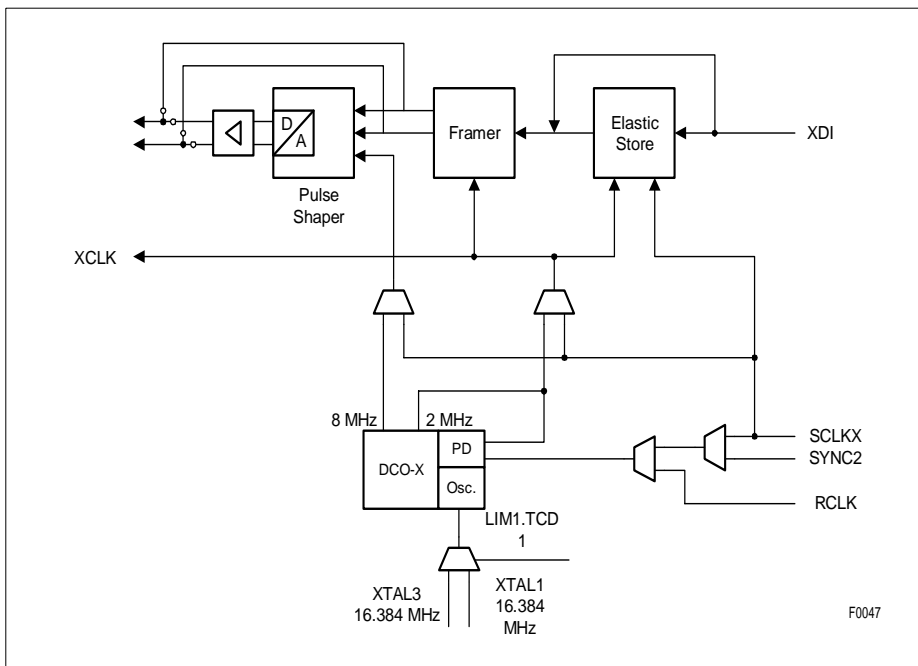 D
A
Pulse
Shaper
Framer
Elastic
Store
XDI
XCLK
8 MHz
2 MHz
DCO-X
PD
Osc.
SCLKX
SYNC2
RCLK
LIM1.TCD
1
XTAL3
16.384 MHz
XTAL1
16.384
MHz
F0047